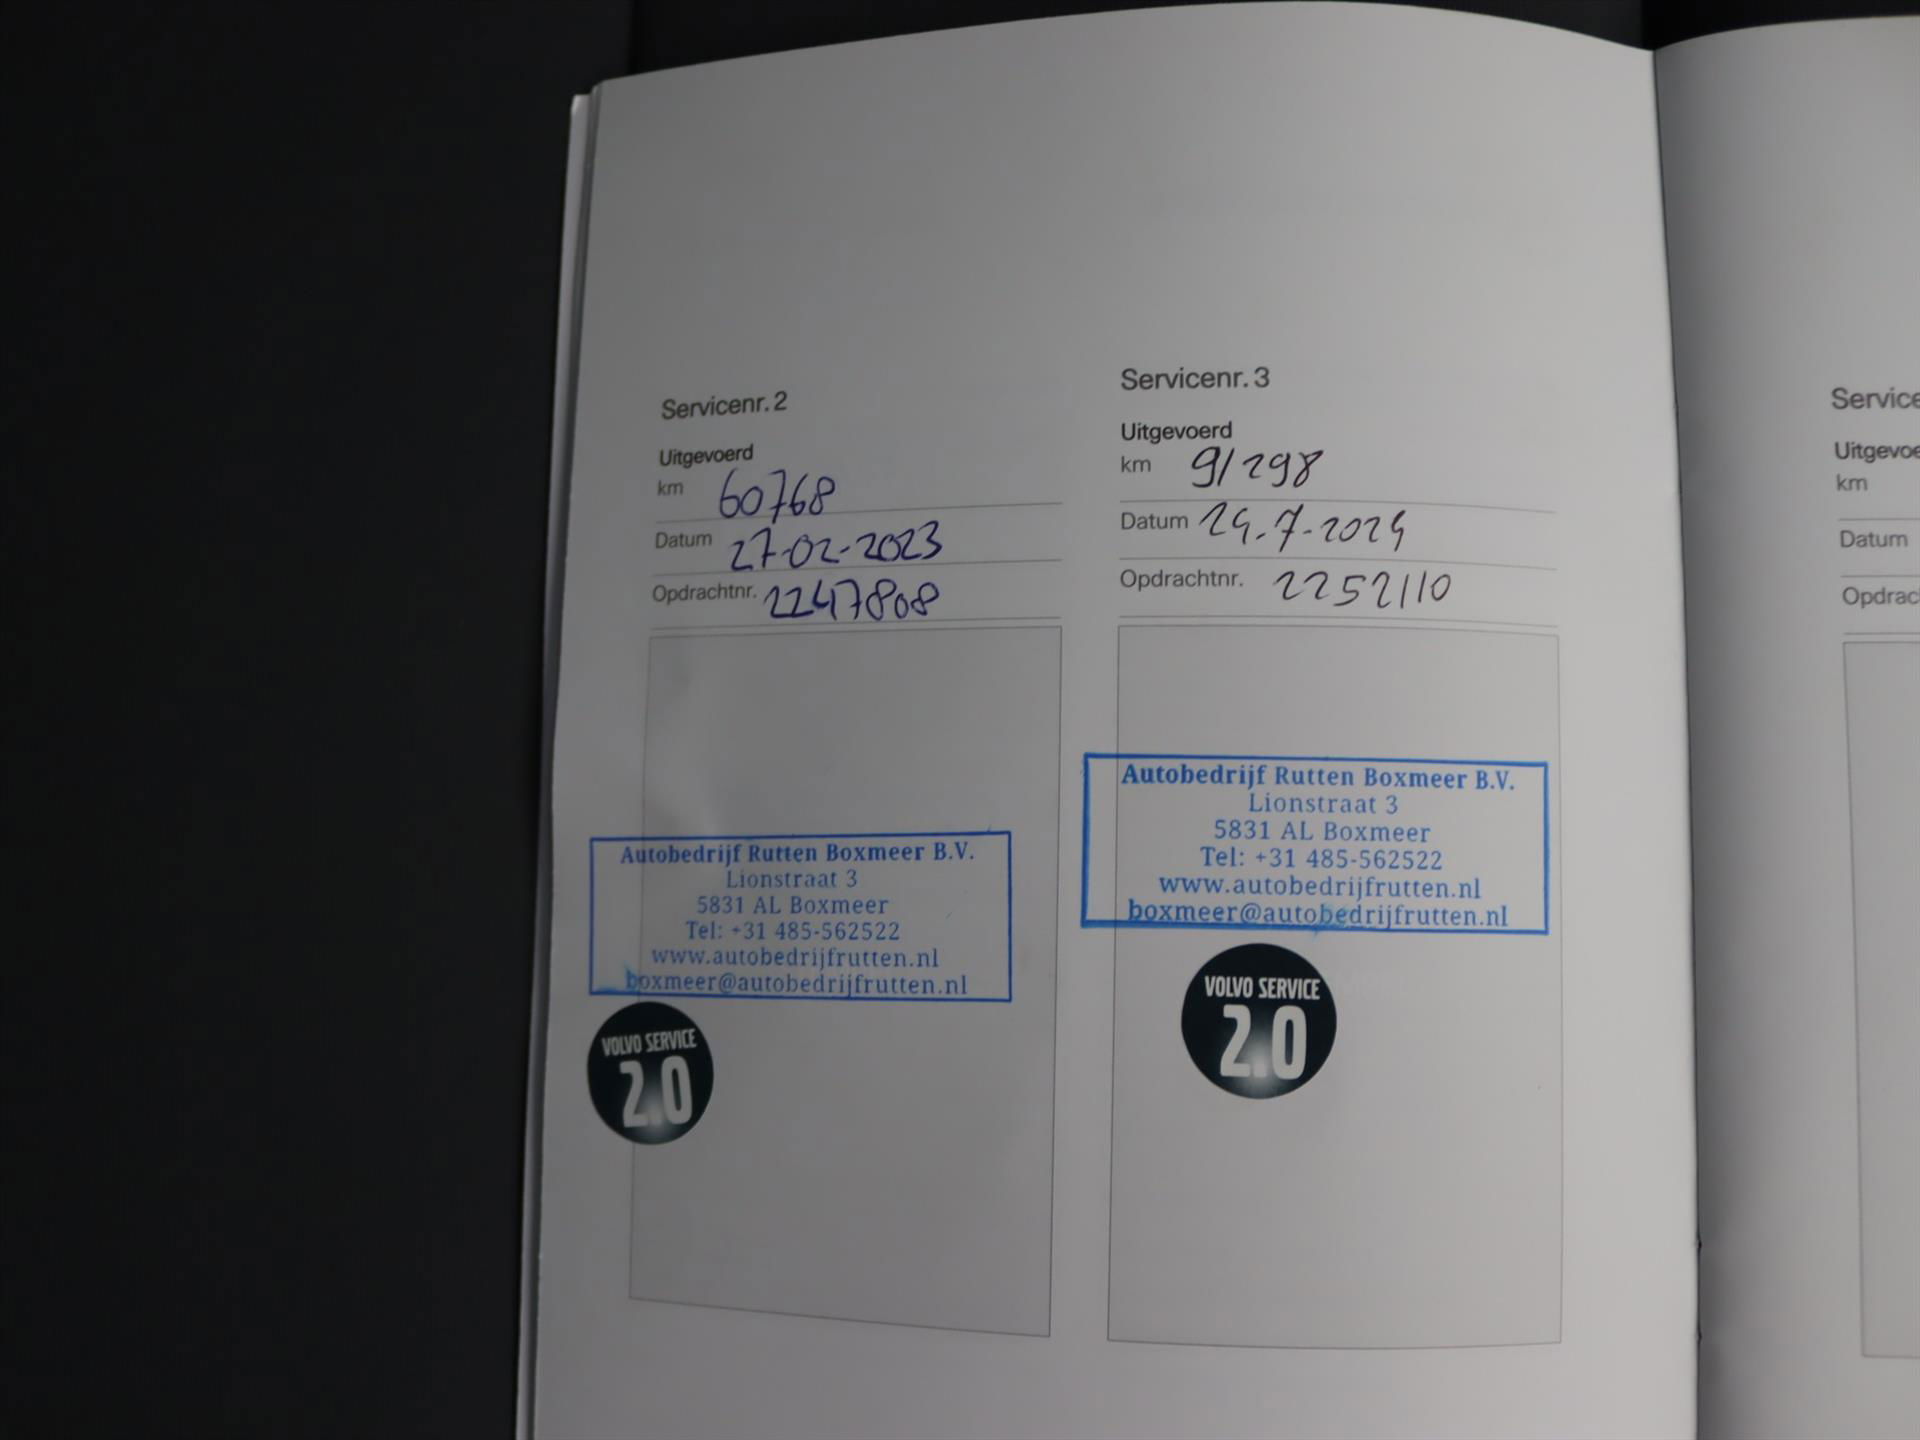 Servicenr. 2
Uitgevoerd
km 60768
Datum 27-02-2023
Opdrachtnr. 2247808
Autobedrijf Rutten Boxmeer B.V.
Lionstraat 3
5831 AL Boxmeer
Tel: +31 485-562522
www.autobedrijfrutten.nl
boxmeer@autobedrijfrutten.nl
VOLVO SERVICE
2.0
Servicenr. 3
Uitgevoerd
km 91298
Datum 24-7-2024
Opdrachtnr. 2252110
Autobedrijf Rutten Boxmeer B.V.
Lionstraat 3
5831 AL Boxmeer
Tel: +31 485-562522
www.autobedrijfrutten.nl
boxmeer@autobedrijfrutten.nl
VOLVO SERVICE
2.0
Service
Uitgevoe
km
Datum
Opdrac